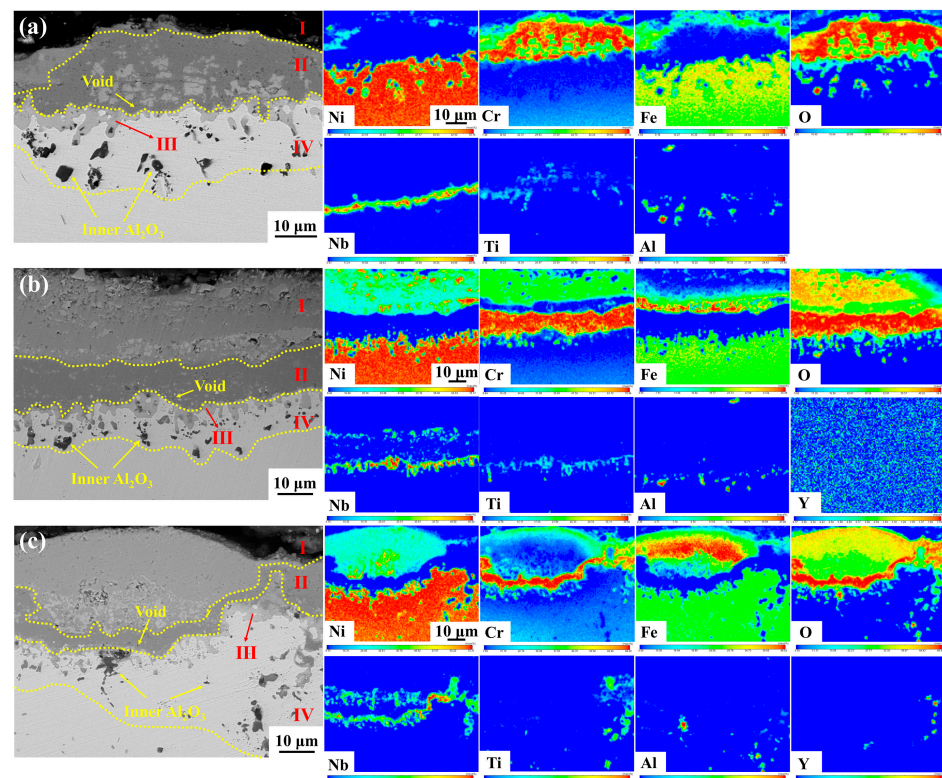 (a)
I
II
Void
III
IV
Inner Al₂O₃
10 μm
Ni
10 μm
Cr
Fe
O
Nb
Ti
Al
(b)
I
II
Void
III
IV
Inner Al₂O₃
10 μm
Ni
10 μm
Cr
Fe
O
Nb
Ti
Al
Y
(c)
I
II
Void
III
Inner Al₂O₃
IV
10 μm
Ni
10 μm
Cr
Fe
O
Nb
Ti
Al
Y